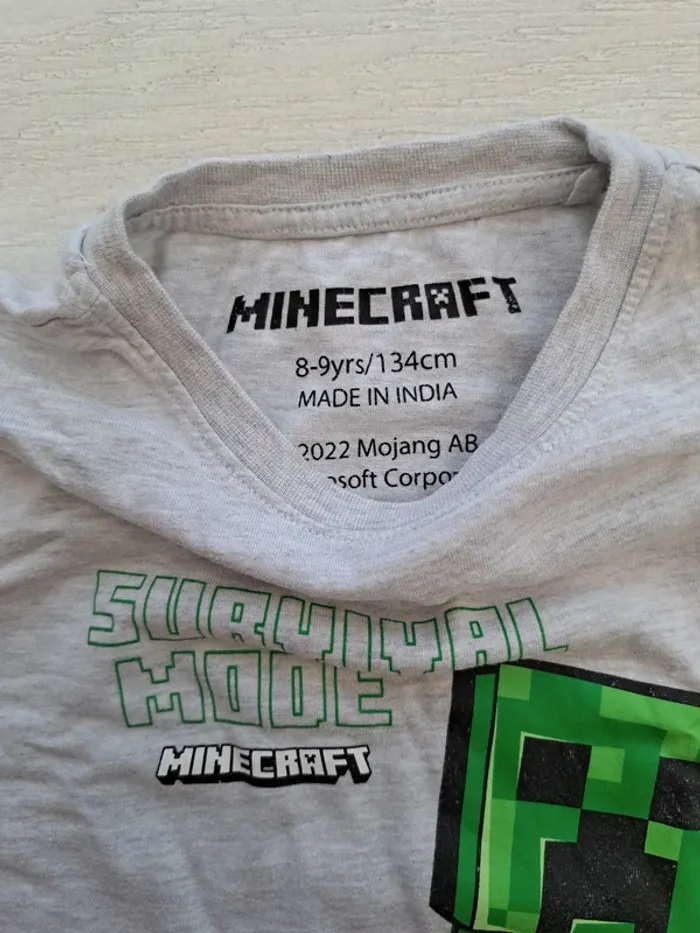 MINECRAFT
8-9yrs/134cm
MADE IN INDIA
2022 Mojang AB
SURVIVAL
MODE
MINECRAFT